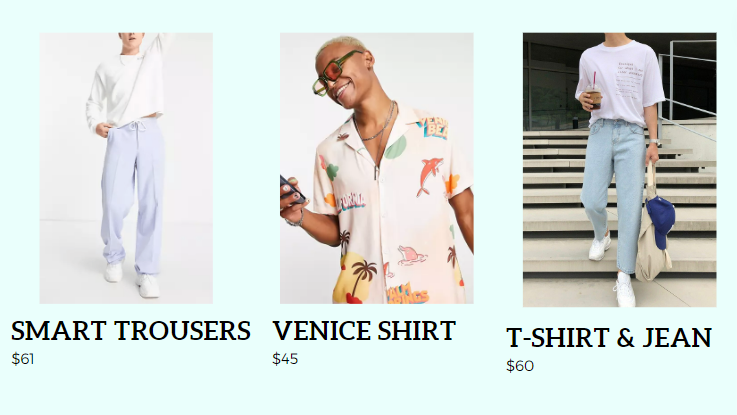 SMART TROUSERS
$61
VENICE SHIRT
$45
T-SHIRT & JEAN
$60